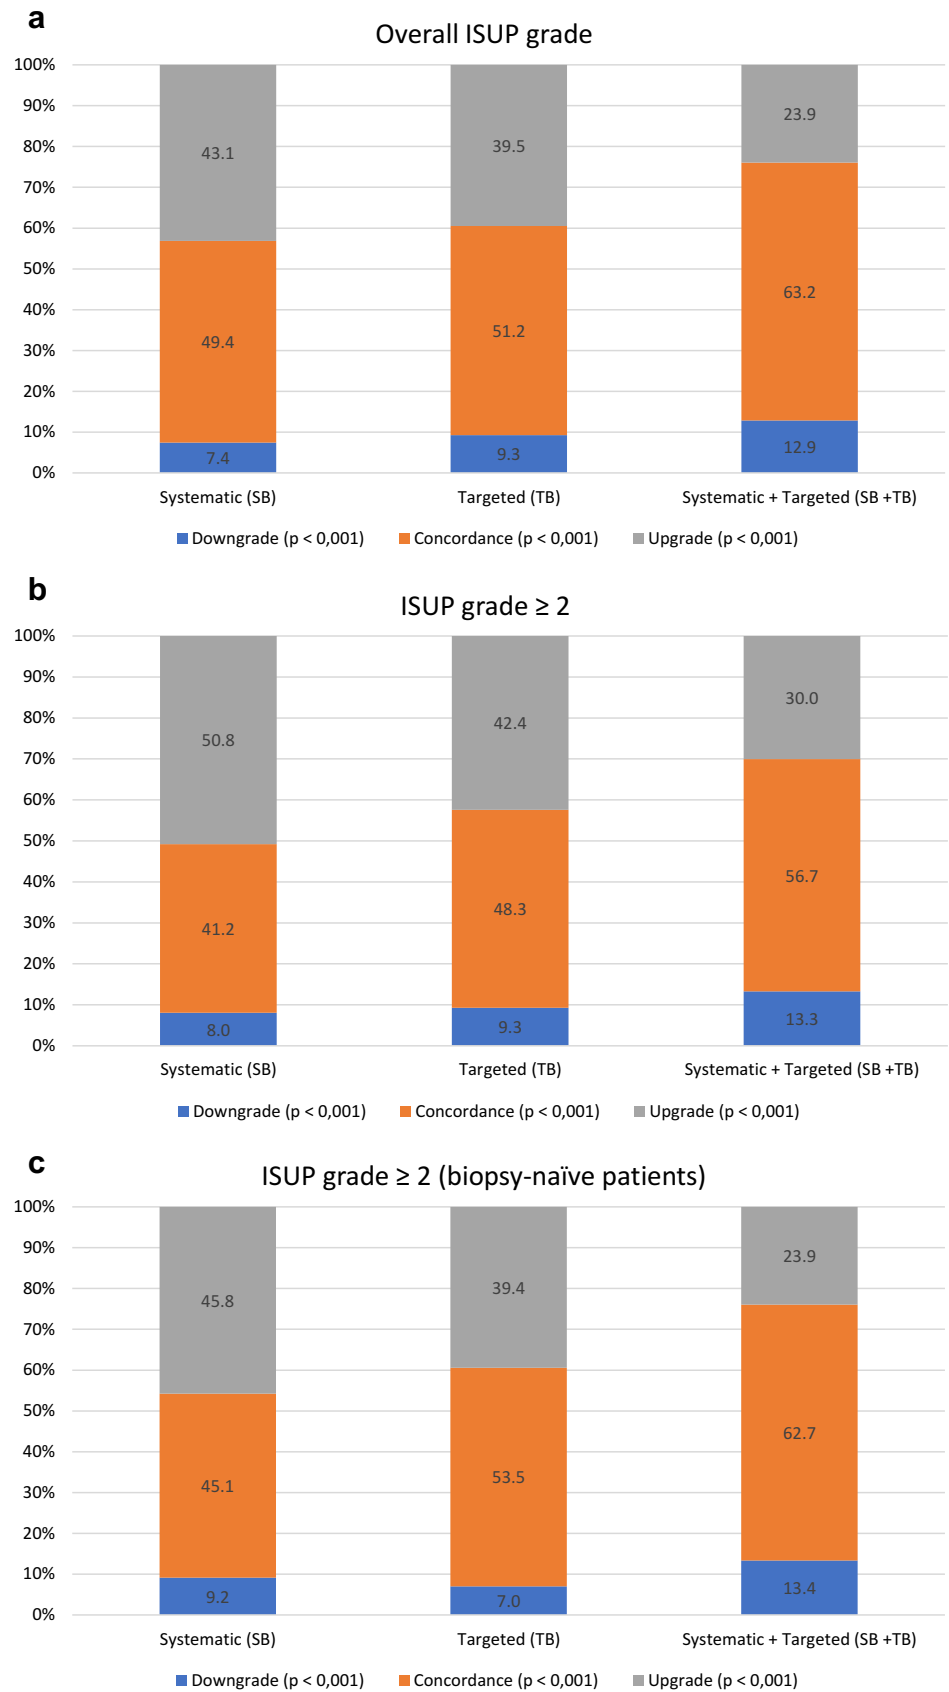 a
Overall ISUP grade
100%
90%
80%
70%
60%
50%
40%
30%
20%
10%
0%
43.1
39.5
23.9
49.4
51.2
63.2
7.4
9.3
12.9
Systematic (SB)
Targeted (TB)
Systematic + Targeted (SB +TB)
Downgrade (p < 0,001)
Concordance (p < 0,001)
Upgrade (p < 0,001)
b
ISUP grade ≥ 2
100%
90%
80%
70%
60%
50%
40%
30%
20%
10%
0%
50.8
42.4
30.0
41.2
48.3
56.7
8.0
9.3
13.3
Systematic (SB)
Targeted (TB)
Systematic + Targeted (SB +TB)
Downgrade (p < 0,001)
Concordance (p < 0,001)
Upgrade (p < 0,001)
c
ISUP grade ≥ 2 (biopsy-naïve patients)
100%
90%
80%
70%
60%
50%
40%
30%
20%
10%
0%
45.8
39.4
23.9
45.1
53.5
62.7
9.2
7.0
13.4
Systematic (SB)
Targeted (TB)
Systematic + Targeted (SB +TB)
Downgrade (p < 0,001)
Concordance (p < 0,001)
Upgrade (p < 0,001)